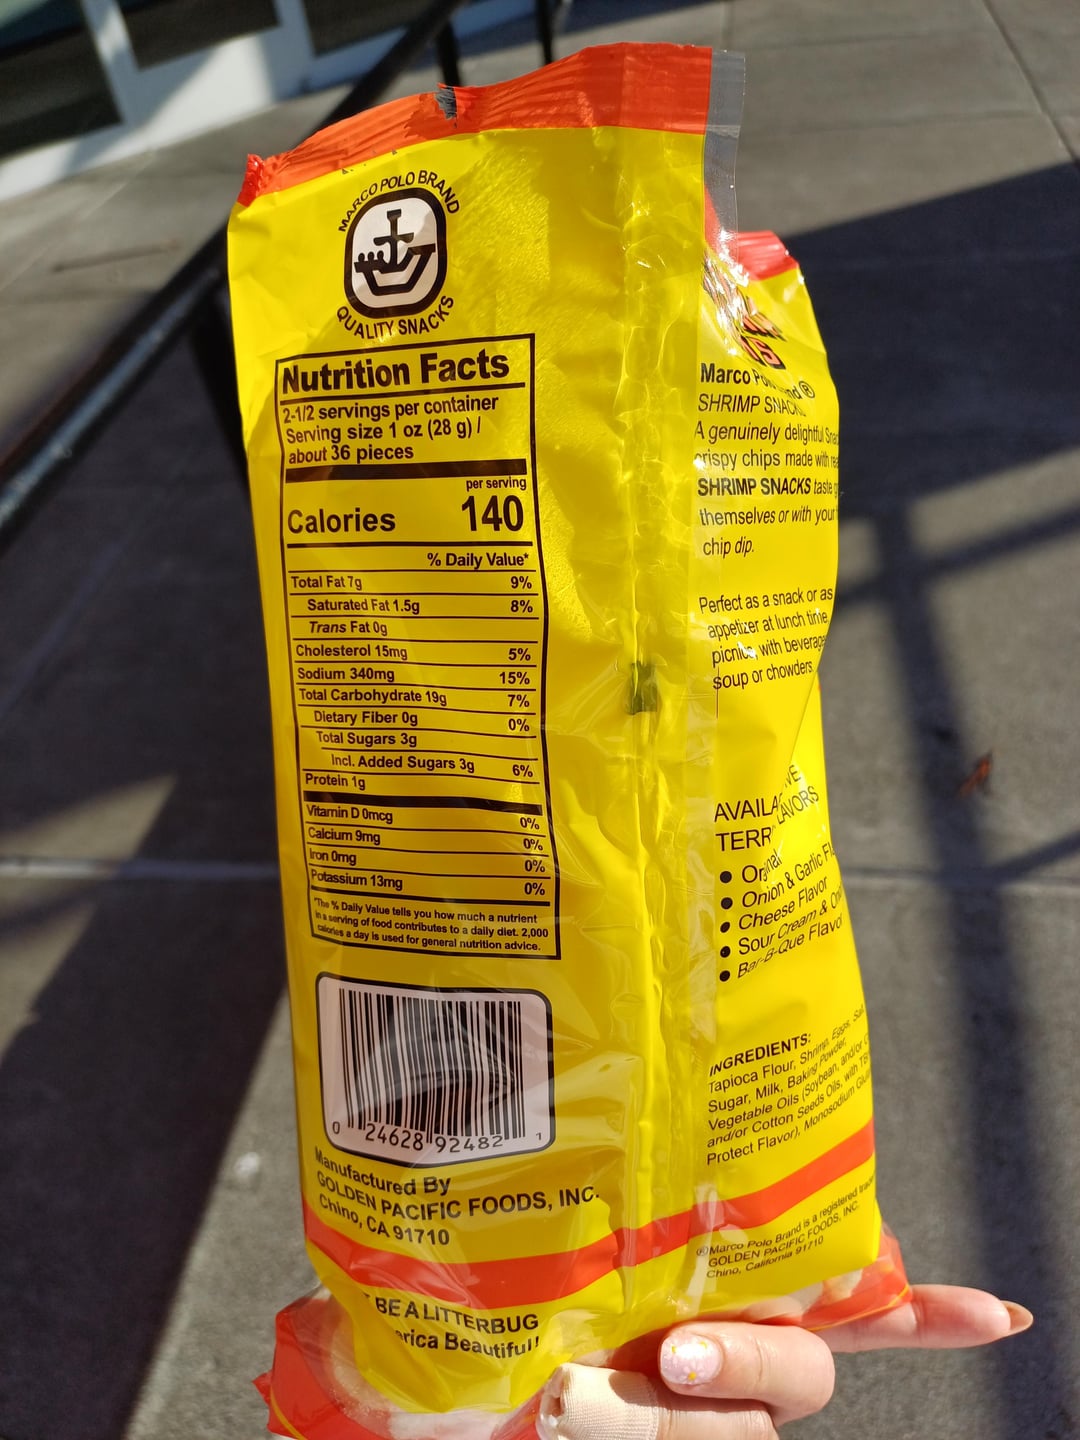 MARCO POLO BRAND
QUALITY SNACKS
Nutrition Facts
2-1/2 servings per container
Serving size 1 oz (28 g) /
about 36 pieces
per serving
Calories 140
% Daily Value*
Total Fat 7g 9%
Saturated Fat 1.5g 8%
Trans Fat 0g
Cholesterol 15mg 5%
Sodium 340mg 15%
Total Carbohydrate 19g 7%
Dietary Fiber 0g 0%
Total Sugars 3g
Incl. Added Sugars 3g 6%
Protein 1g
Vitamin D 0mcg 0%
Calcium 9mg 0%
Iron 0mg 0%
Potassium 13mg 0%
*The % Daily Value tells you how much a nutrient
in a serving of food contributes to a daily diet. 2,000
calories a day is used for general nutrition advice.
0 24628 92482 1
Manufactured By
GOLDEN PACIFIC FOODS, INC.
Chino, CA 91710
BE A LITTERBUG
Beautiful!
Marco ®
SHRIMP
A genuinely delightful
crispy chips made with
SHRIMP SNACKS taste
themselves or with your
chip dip.
Perfect as a snack or as
appetizer at lunch time,
picnics, with
soup or chowders
Original
Onion & Garlic
Cheese Flavor
Sour Cream &
Bar-B-Que Flavor
INGREDIENTS:
Tapioca Flour, Shrimp, Eggs,
Sugar, Milk, Baking Powder,
Vegetable Oils (Soybean, and/or
and/or Cotton Seeds Oils, with
Protect Flavor), Monosodium
®Marco Polo Brand is a registered
GOLDEN PACIFIC FOODS, INC.
Chino, California 91710